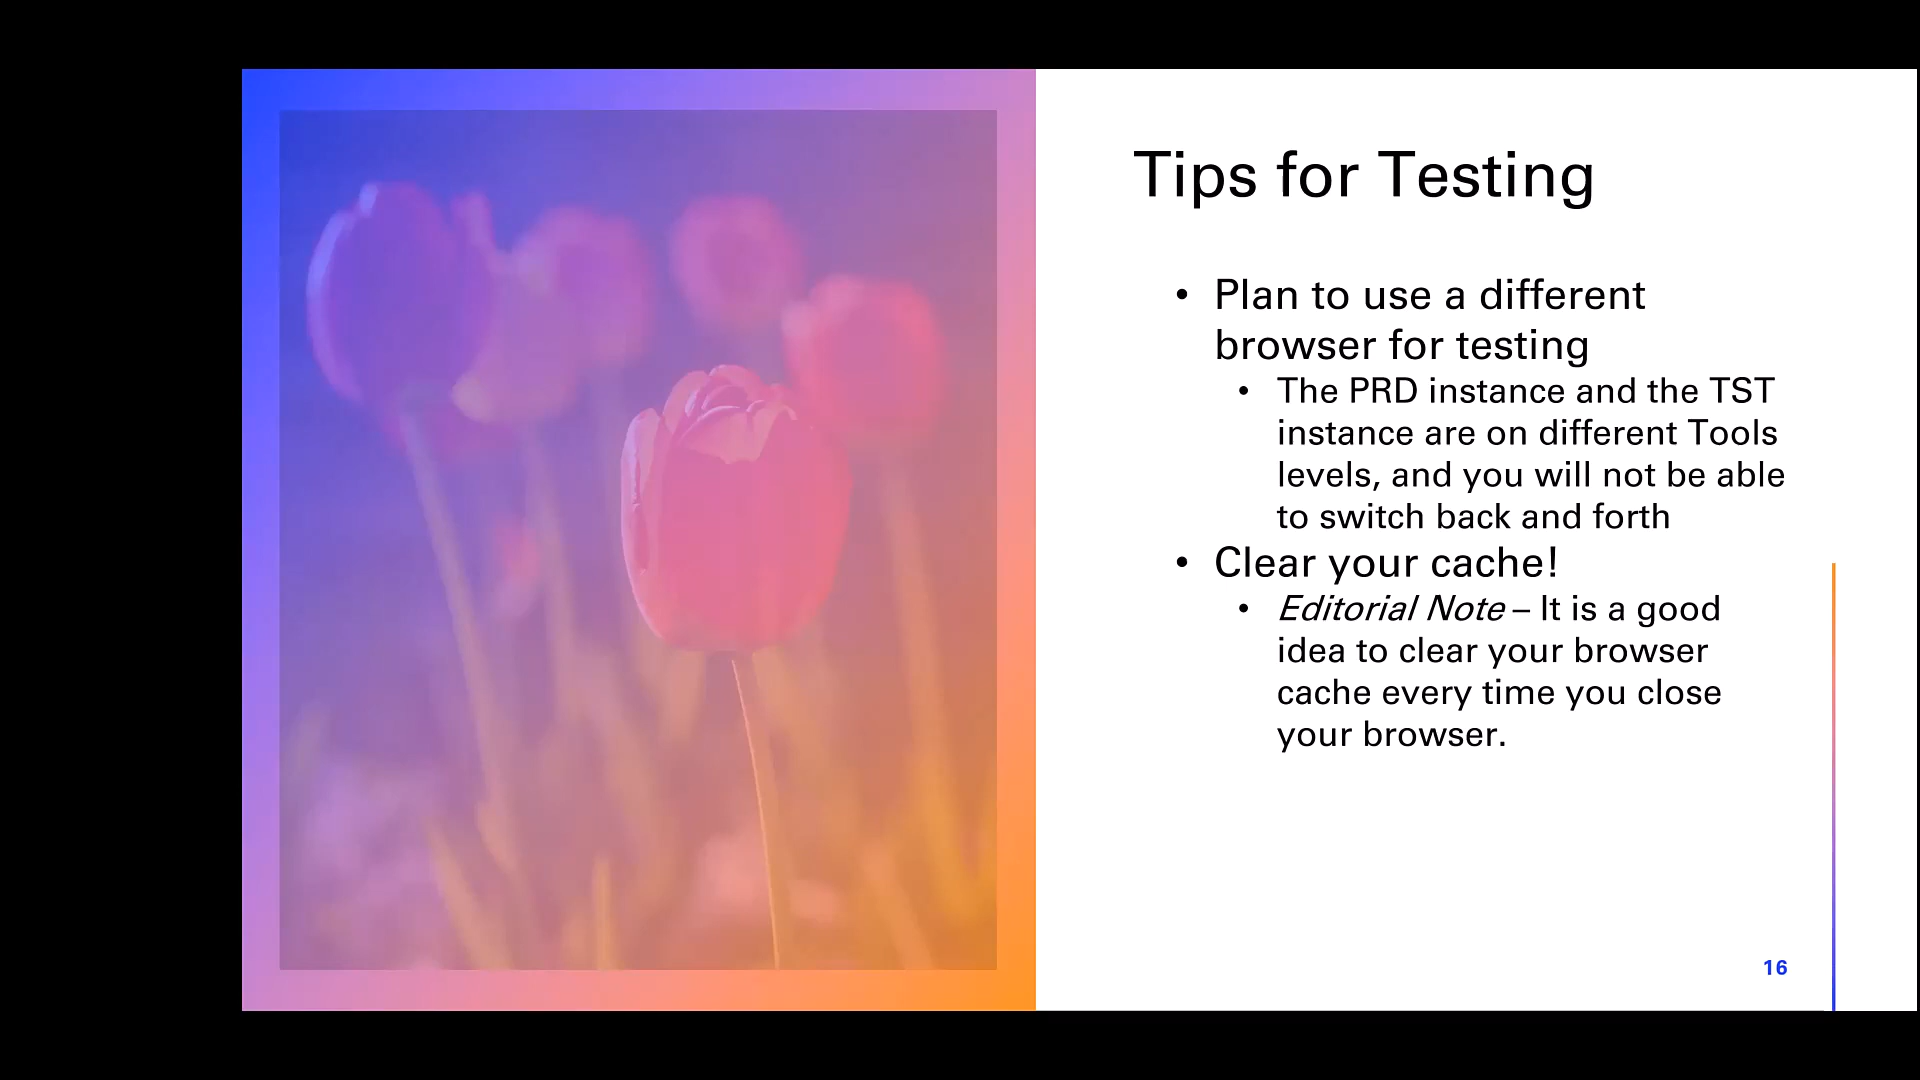 Tips for Testing
• Plan to use a different
browser for testing
• The PRD instance and the TST
instance are on different Tools
levels, and you will not be able
to switch back and forth
• Clear your cache!
• Editorial Note – It is a good
idea to clear your browser
cache every time you close
your browser.
16